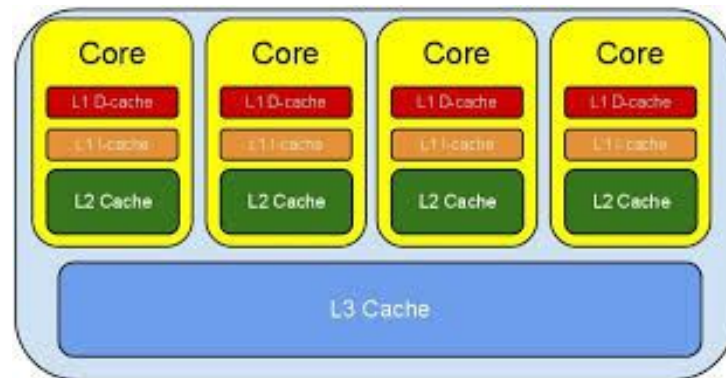 Core Core Core Core
L1 D-cache L1 D-cache L1 D-cache L1 D-cache
L1 I-cache L1 I-cache L1 I-cache L1 I-cache
L2 Cache L2 Cache L2 Cache L2 Cache
L3 Cache